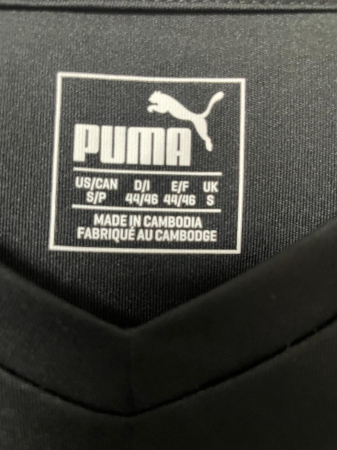 PUMA
US/CAN D/I E/F UK
S/P 44/46 44/46 S
MADE IN CAMBODIA
FABRIQUÉ AU CAMBODGE